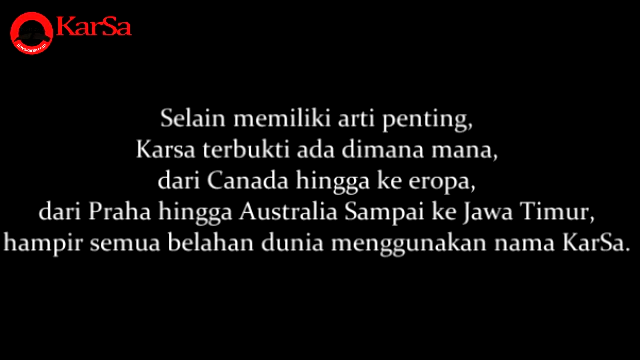 KarSa
Selain memiliki arti penting,
Karsa terbukti ada dimana mana,
dari Canada hingga ke eropa,
dari Praha hingga Australia Sampai ke Jawa Timur,
hampir semua belahan dunia menggunakan nama KarSa.